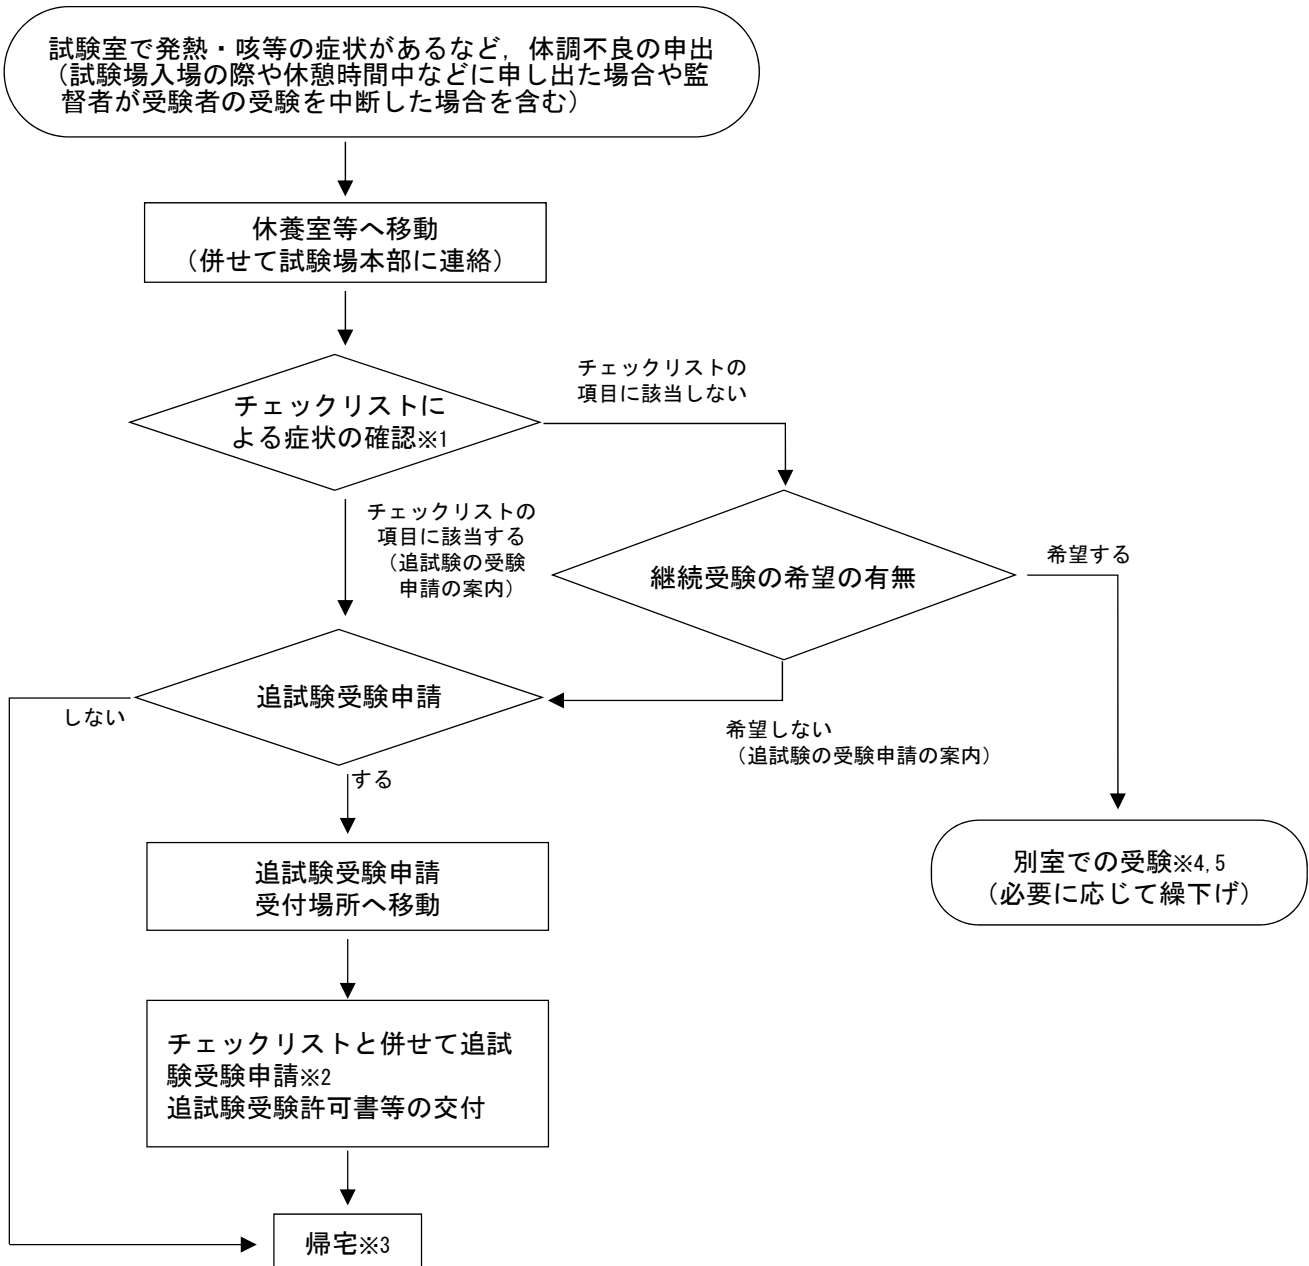 試験室で発熱・咳等の症状があるなど，体調不良の申出
（試験場入場の際や休憩時間中などに申し出た場合や監
督者が受験者の受験を中断した場合を含む）
休養室等へ移動
（併せて試験場本部に連絡）
チェックリストに
よる症状の確認※1
チェックリストの
項目に該当しない
チェックリストの
項目に該当する
（追試験の受験
申請の案内）
継続受験の希望の有無
希望する
追試験受験申請
しない
希望しない
（追試験の受験申請の案内）
する
追試験受験申請
受付場所へ移動
別室での受験※4,5
（必要に応じて繰下げ）
チェックリストと併せて追試
験受験申請※2
追試験受験許可書等の交付
帰宅※3